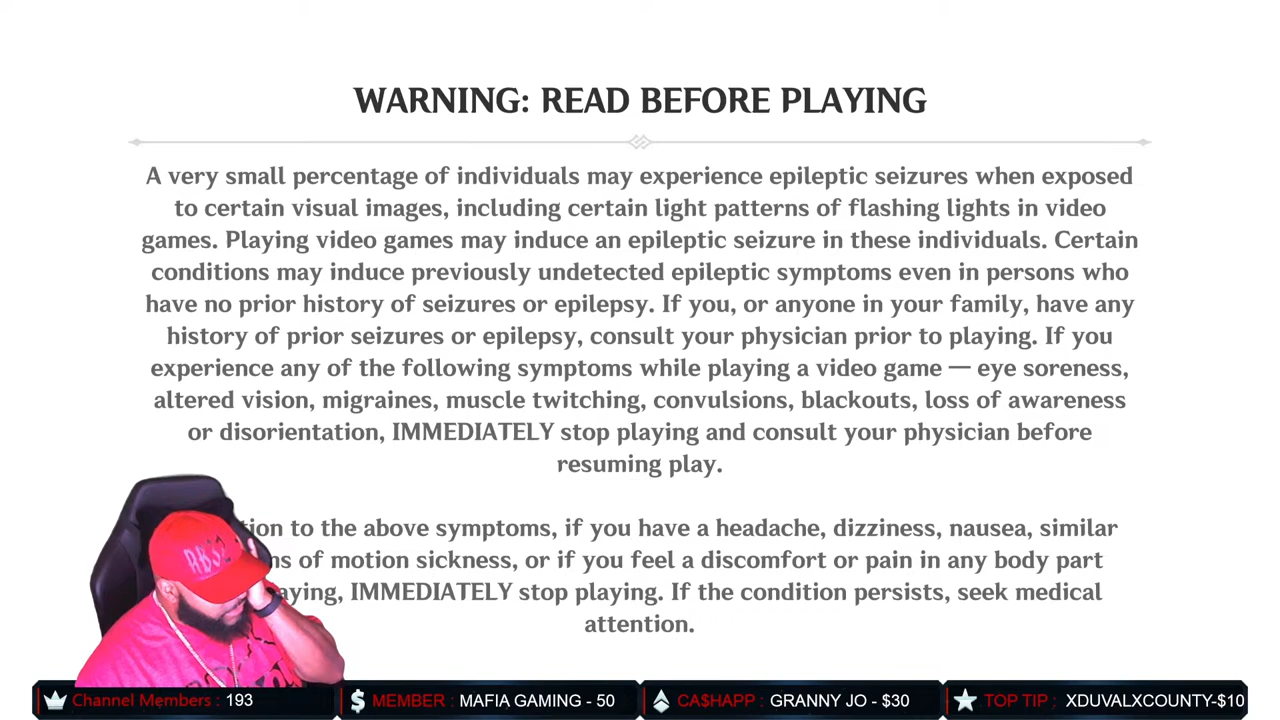 WARNING: READ BEFORE PLAYING
A very small percentage of individuals may experience epileptic seizures when exposed
to certain visual images, including certain light patterns of flashing lights in video
games. Playing video games may induce an epileptic seizure in these individuals. Certain
conditions may induce previously undetected epileptic symptoms even in persons who
have no prior history of seizures or epilepsy. If you, or anyone in your family, have any
history of prior seizures or epilepsy, consult your physician prior to playing. If you
experience any of the following symptoms while playing a video game — eye soreness,
altered vision, migraines, muscle twitching, convulsions, blackouts, loss of awareness
or disorientation, IMMEDIATELY stop playing and consult your physician before
resuming play.
to the above symptoms, if you have a headache, dizziness, nausea, similar
of motion sickness, or if you feel a discomfort or pain in any body part
IMMEDIATELY stop playing. If the condition persists, seek medical
attention.
RB32
Channel Members : 193
MEMBER : MAFIA GAMING - 50
CA$HAPP : GRANNY JO - $30
TOP TIP : XDUVALXCOUNTY-$10